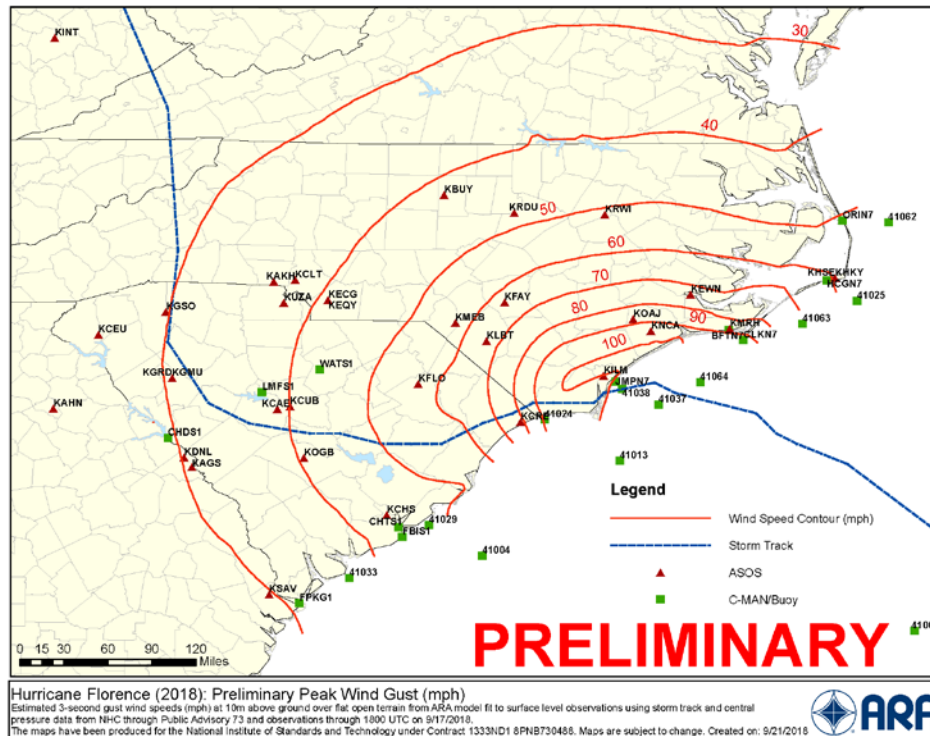 KINT
30
40
KBUY
KRDU
KRWI
50
ORIN7
41062
60
KHKY
HCGN7
KAKH
KCLT
70
KEWN
41025
KUZA
KECG
KEQY
KFAY
80
KGSO
KMEB
KOAJ
90
41063
KCEU
KLBT
KNCA
KMRH
BFTN7
CLKN7
100
WATS1
KILM
KGRD
KGMU
KFLO
JMPN7
41064
LMFS1
41038
KAHN
KCAE
KCUB
41024
41037
CHDS1
KDNL
KOGB
41013
KAGS
Legend
KCHS
Wind Speed Contour (mph)
CHTS1
41029
FBIS1
Storm Track
41004
ASOS
41033
KSAV
FPKG1
C-MAN/Buoy
PRELIMINARY
0 15 30 60 90 120
Miles
Hurricane Florence (2018): Preliminary Peak Wind Gust (mph)
Estimated 3-second gust wind speeds (mph) at 10m above ground over flat open terrain from ARA model fit to surface level observations using storm track and central
pressure data from NHC through Public Advisory 73 and observations through 1800 UTC on 9/17/2018.
The maps have been produced for the National Institute of Standards and Technology under Contract 1333ND18PNB730486. Maps are subject to change. Created on: 9/21/2018